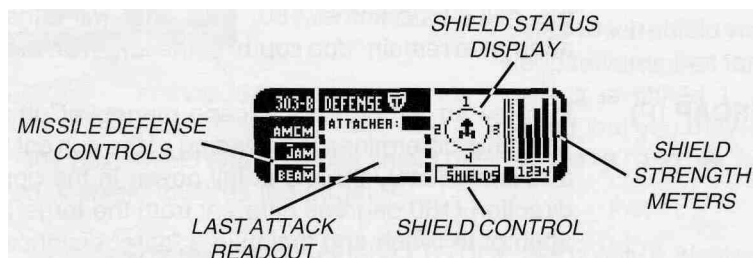 SHIELD STATUS
DISPLAY
303-B DEFENSE
1
MISSILE DEFENSE
CONTROLS
AMCM
JAM
BEAM
ATTACKER:
2 3
4
SHIELDS
1234
SHIELD
STRENGTH
METERS
LAST ATTACK
READOUT
SHIELD CONTROL